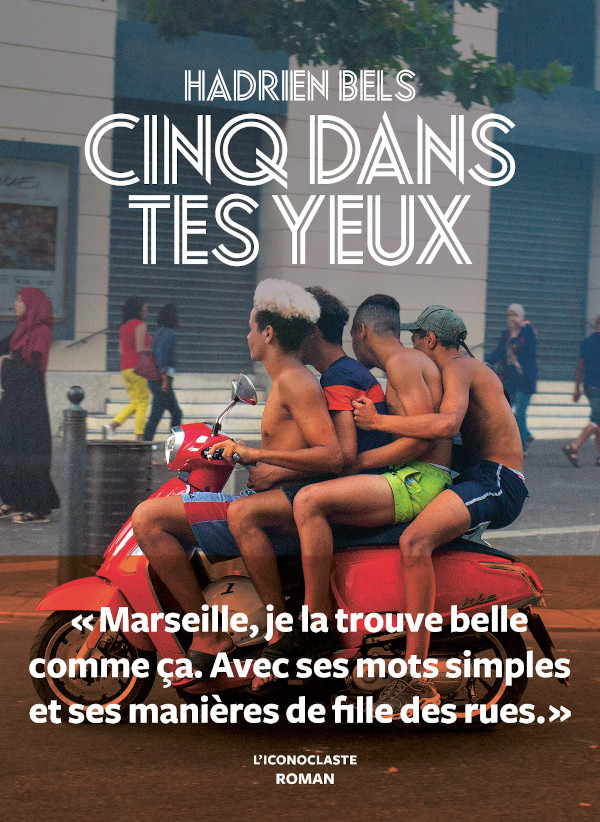 HADRIEN BELS
CINQ DANS
TES YEUX
« Marseille, je la trouve belle
comme ça. Avec ses mots simples
et ses manières de fille des rues. »
L'ICONOCLASTE
ROMAN